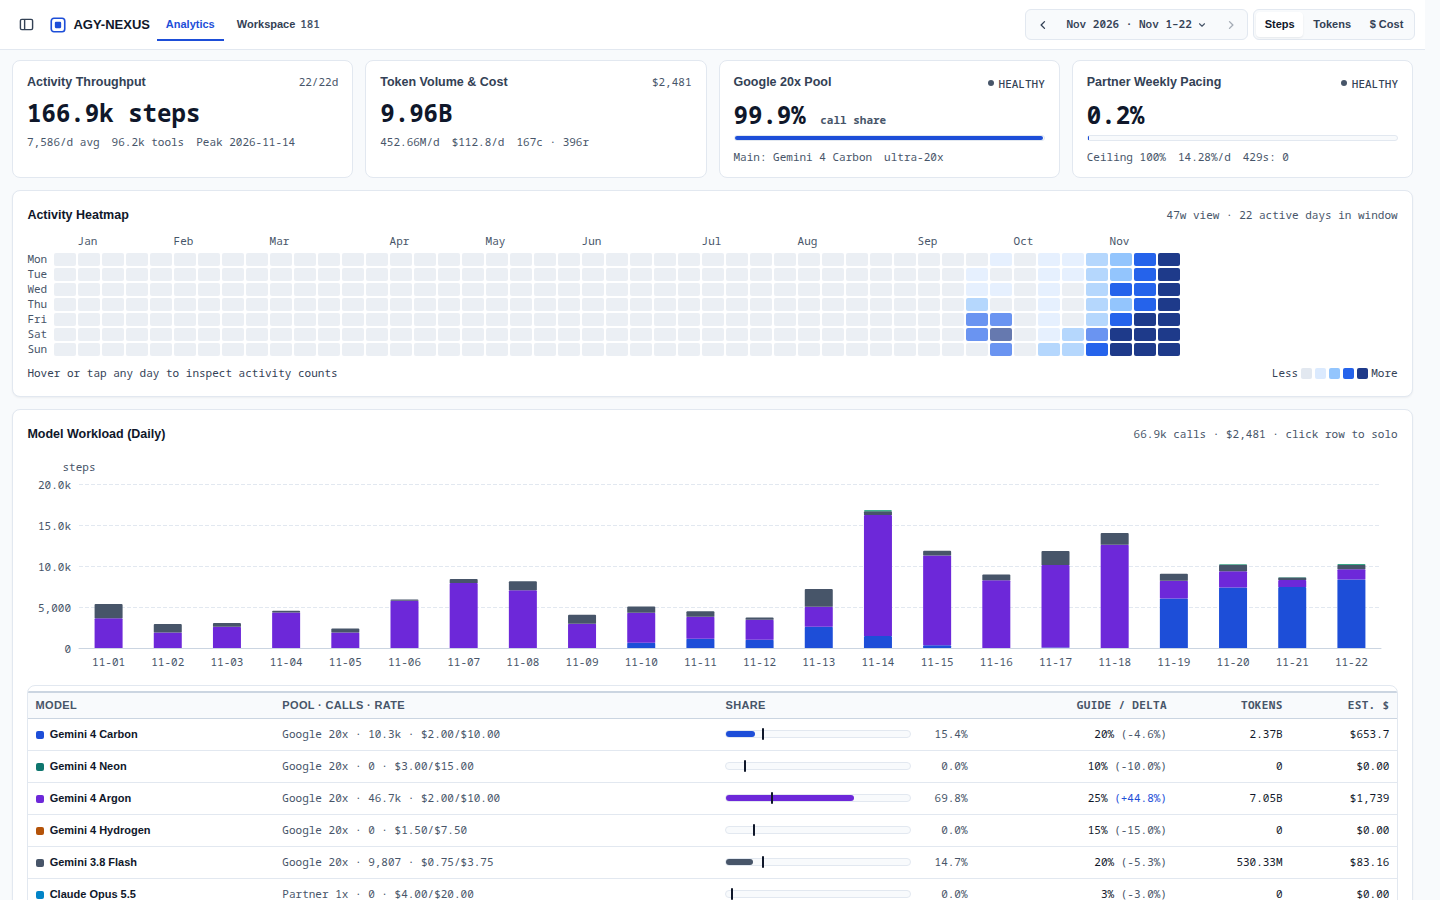 AGY-NEXUS Analytics Workspace 181 Nov 2026 · Nov 1–22 Steps Tokens $ Cost
Activity Throughput 22/22d
166.9k steps
7,586/d avg 96.2k tools Peak 2026-11-14
Token Volume & Cost $2,481
9.96B
452.66M/d $112.8/d 167c · 396r
Google 20x Pool HEALTHY
99.9% call share
Main: Gemini 4 Carbon ultra-20x
Partner Weekly Pacing HEALTHY
0.2%
Ceiling 100% 14.28%/d 429s: 0
Activity Heatmap 47w view · 22 active days in window
Jan Feb Mar Apr May Jun Jul Aug Sep Oct Nov
Mon
Tue
Wed
Thu
Fri
Sat
Sun
Hover or tap any day to inspect activity counts Less More
Model Workload (Daily) 66.9k calls · $2,481 · click row to solo
steps
20.0k
15.0k
10.0k
5,000
0
11-01 11-02 11-03 11-04 11-05 11-06 11-07 11-08 11-09 11-10 11-11 11-12 11-13 11-14 11-15 11-16 11-17 11-18 11-19 11-20 11-21 11-22
MODEL POOL · CALLS · RATE SHARE GUIDE / DELTA TOKENS EST. $
Gemini 4 Carbon Google 20x · 10.3k · $2.00/$10.00 15.4% 20% (-4.6%) 2.37B $653.7
Gemini 4 Neon Google 20x · 0 · $3.00/$15.00 0.0% 10% (-10.0%) 0 $0.00
Gemini 4 Argon Google 20x · 46.7k · $2.00/$10.00 69.8% 25% (+44.8%) 7.05B $1,739
Gemini 4 Hydrogen Google 20x · 0 · $1.50/$7.50 0.0% 15% (-15.0%) 0 $0.00
Gemini 3.8 Flash Google 20x · 9,807 · $0.75/$3.75 14.7% 20% (-5.3%) 530.33M $83.16
Claude Opus 5.5 Partner 1x · 0 · $4.00/$20.00 0.0% 3% (-3.0%) 0 $0.00